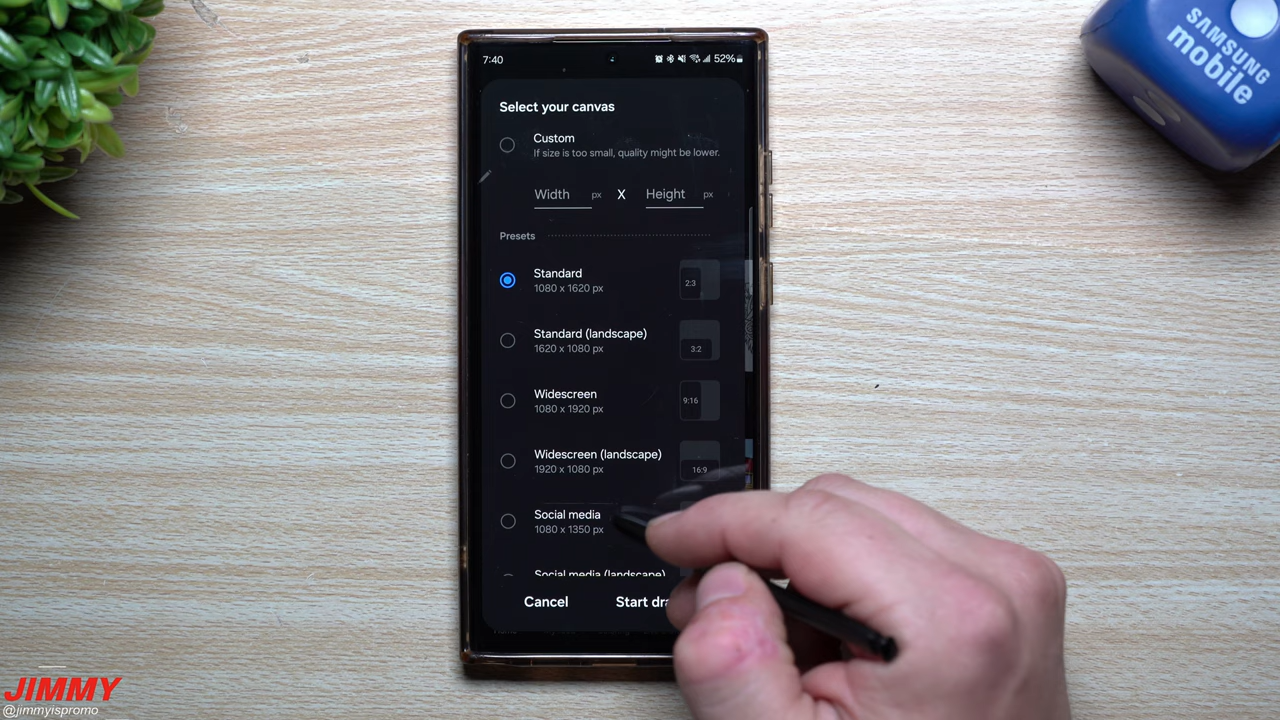 7:40
52%
Select your canvas
Custom
If size is too small, quality might be lower.
Width px X Height px
Presets
Standard
1080 x 1620 px
2:3
Standard (landscape)
1620 x 1080 px
3:2
Widescreen
1080 x 1920 px
9:16
Widescreen (landscape)
1920 x 1080 px
16:9
Social media
1080 x 1350 px
Social media (landscape)
Cancel
Start dra
SAMSUNG
mobile
JIMMY
@jimmyispromo